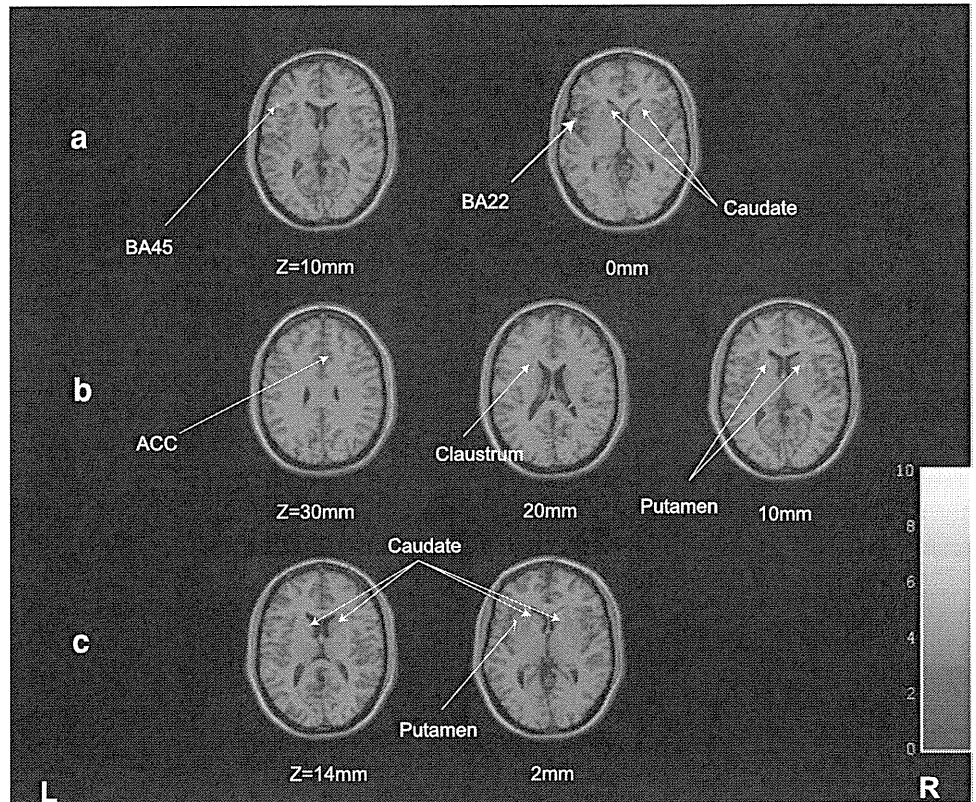 a
BA45
Z=10mm
BA22
Caudate
0mm
b
ACC
Z=30mm
Claustrum
20mm
Putamen
10mm
c
Caudate
Putamen
Z=14mm
2mm
10
8
6
4
2
0
L
R